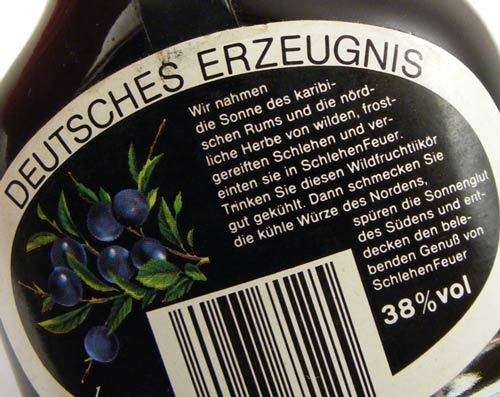 DEUTSCHES ERZEUGNIS
Wir nahmen
die Sonne des karibi-
schen Rums und die nörd-
liche Herbe von wilden, frost-
gereiften Schlehen und ver-
einten sie in SchlehenFeuer.
Trinken Sie diesen Wildfruchtlikör
gut gekühlt. Dann schmecken Sie
die kühle Würze des Nordens,
spüren die Sonnenglut
des Südens und ent-
decken den bele-
benden Genuß von
SchlehenFeuer
38%vol